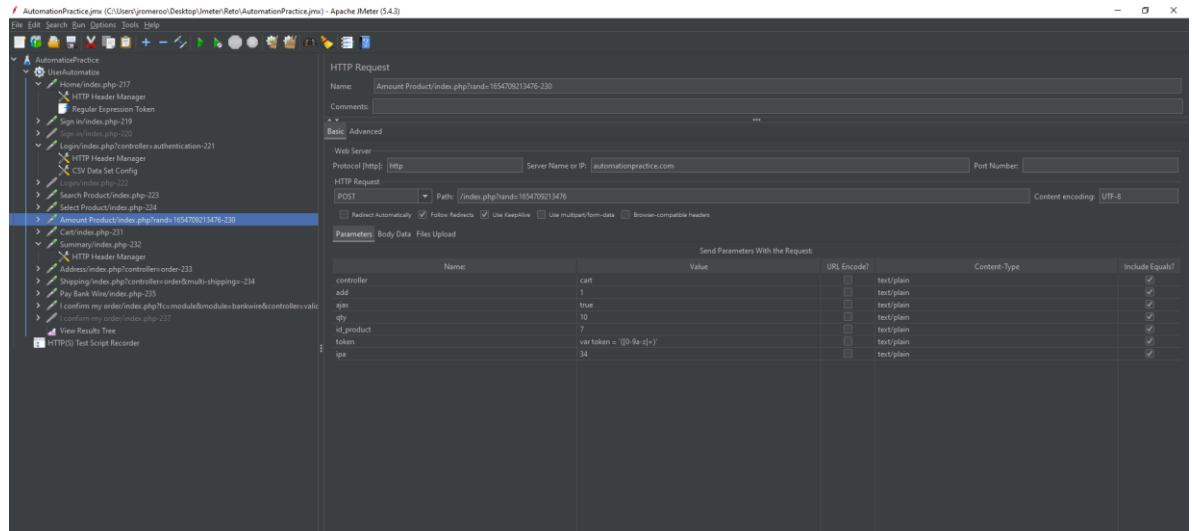 AutomationPractice.jmx (C:\Users\jromeroo\Desktop\Jmeter\Reto\AutomationPractice.jmx) - Apache JMeter (5.4.3)
File Edit Search Run Options Tools Help
AutomatizePractice
UserAutomatize
Home/index.php-217
HTTP Header Manager
Regular Expression Token
Sign in/index.php-219
Sign in/index.php-220
Login/index.php?controller=authentication-221
HTTP Header Manager
CSV Data Set Config
Login/index.php-222
Search Product/index.php-223
Select Product/index.php-224
Amount Product/index.php?rand=1654709213476-230
Cart/index.php-231
Summary/index.php-232
HTTP Header Manager
Address/index.php?controller=order-233
Shipping/index.php?controller=order&multi-shipping=-234
Pay Bank Wire/index.php-235
I confirm my order/index.php?fc=module&module=bankwire&controller=valid
I confirm my order/index.php-237
View Results Tree
HTTP(S) Test Script Recorder
HTTP Request
Name: Amount Product/index.php?rand=1654709213476-230
Comments:
Basic Advanced
Web Server
Protocol [http]: http Server Name or IP: automationpractice.com Port Number:
HTTP Request
POST Path: /index.php?rand=1654709213476 Content encoding: UTF-8
Redirect Automatically Follow Redirects Use KeepAlive Use multipart/form-data Browser-compatible headers
Parameters Body Data Files Upload
Send Parameters With the Request:
Name: Value URL Encode? Content-Type Include Equals?
controller cart text/plain
add 1 text/plain
ajax true text/plain
qty 10 text/plain
id_product 7 text/plain
token var token = '([0-9a-z]+)' text/plain
ipa 34 text/plain